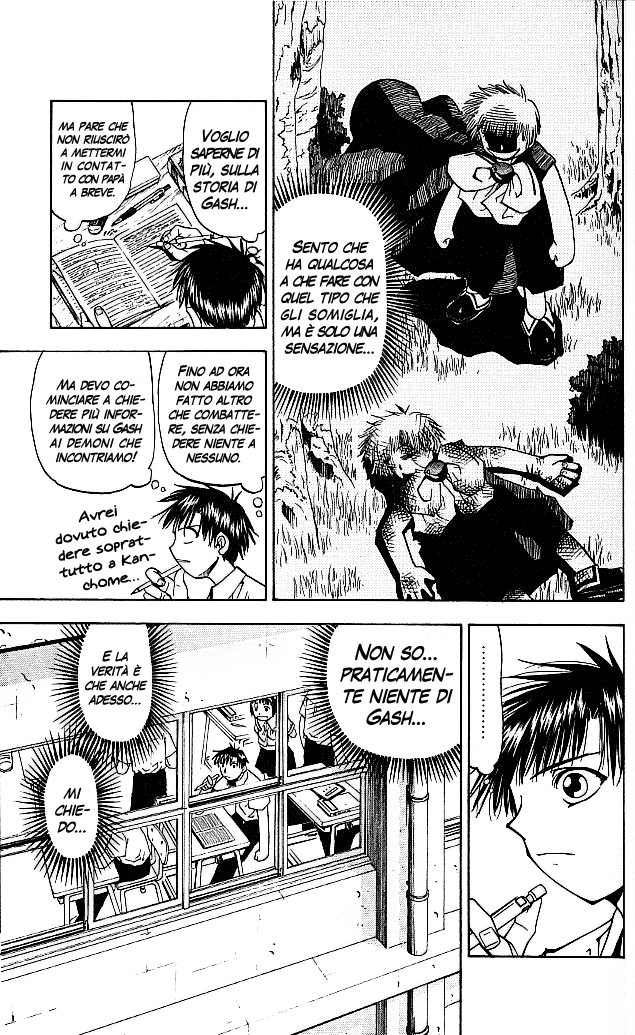 SENTO CHE
HA QUALCOSA
A CHE FARE CON
QUEL TIPO CHE
GLI SOMIGLIA,
MA È SOLO UNA
SENSAZIONE...
VOGLIO
SAPERNE DI
PIÙ, SULLA
STORIA DI
GASH...
MA PARE CHE
NON RIUSCIRÒ
A METTERMI
IN CONTAT-
TO CON PAPÀ
A BREVE.
FINO AD ORA
NON ABBIAMO
FATTO ALTRO
CHE COMBATTE-
RE, SENZA CHIE-
DERE NIENTE A
NESSUNO.
MA DEVO CO-
MINCIARE A CHIE-
DERE PIÙ INFOR-
MAZIONI SU GASH
AI DEMONI CHE
INCONTRIAMO!
Avrei
dovuto chie-
dere soprat-
tutto a Kan-
chome...
..........
NON SO...
PRATICAMEN-
TE NIENTE DI
GASH...
E LA
VERITÀ È
CHE ANCHE
ADESSO...
MI
CHIE-
DO...